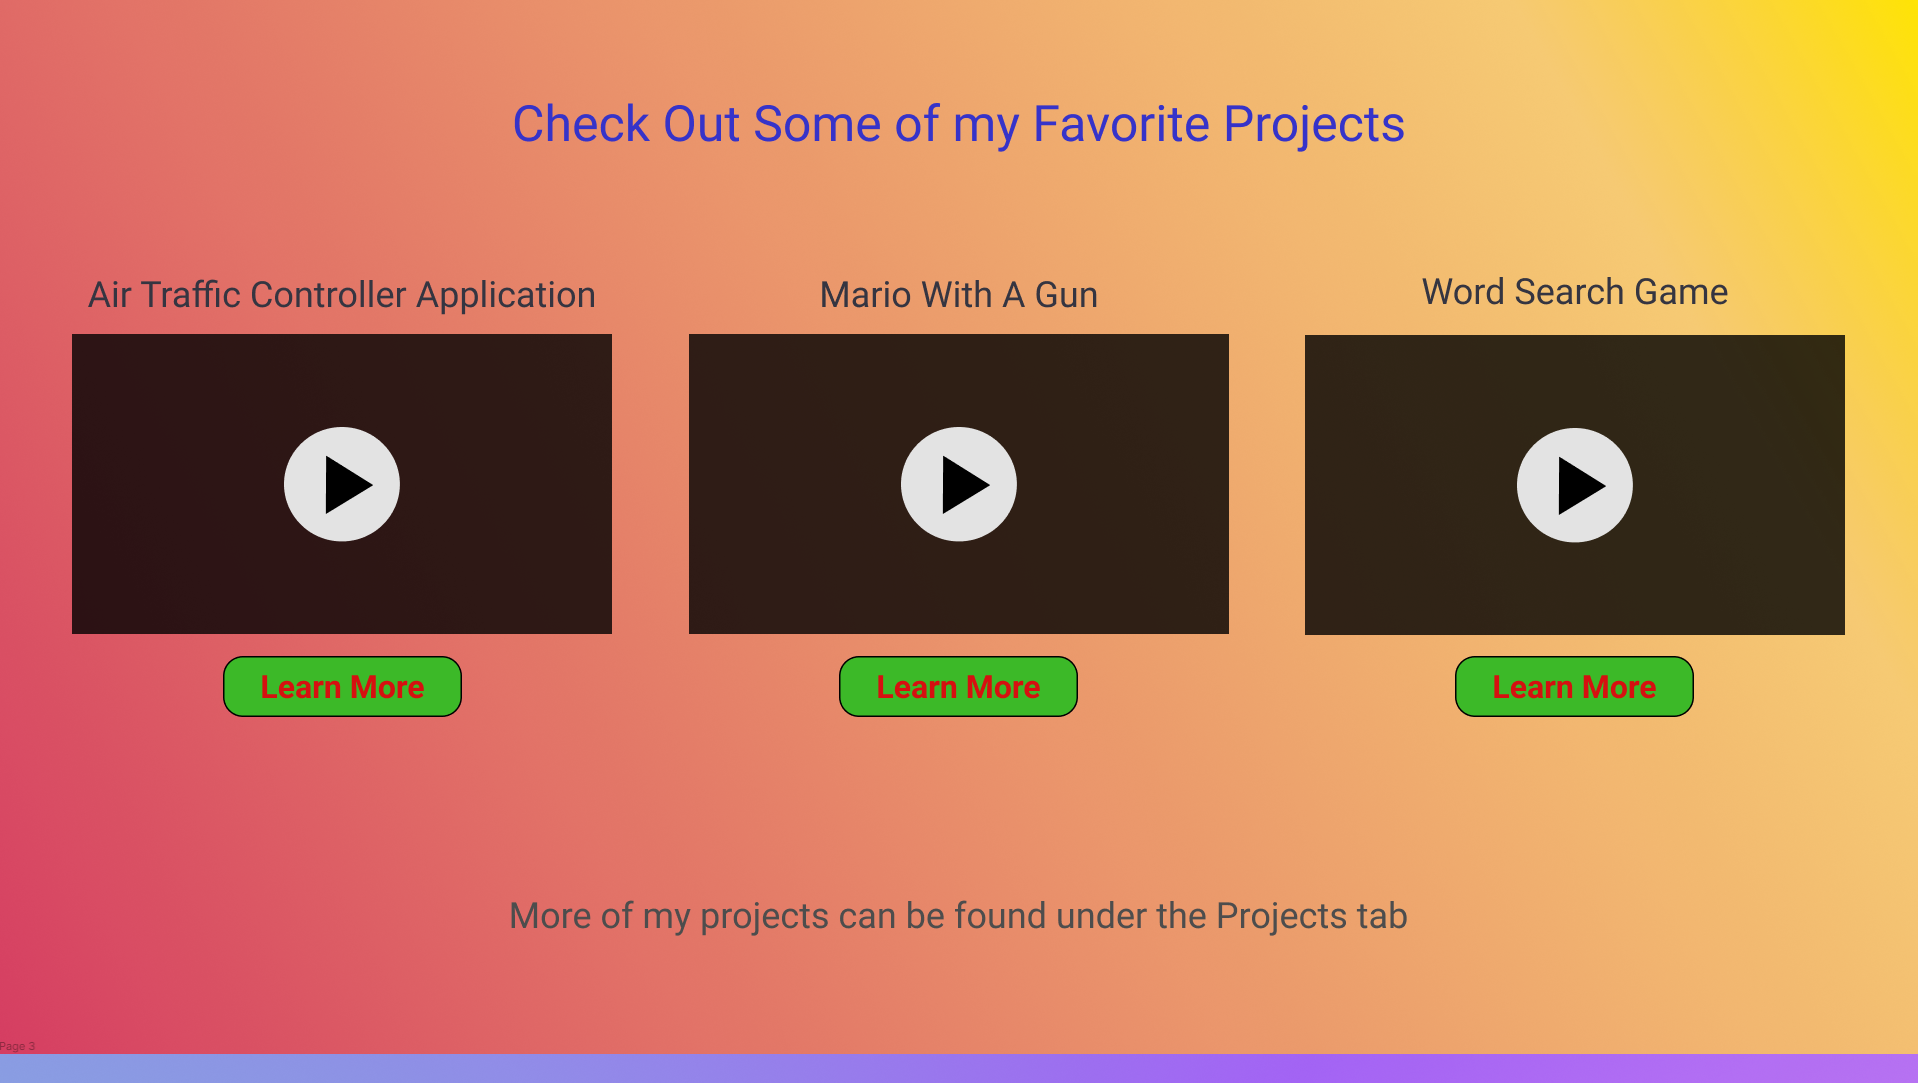 Check Out Some of my Favorite Projects
Air Traffic Controller Application
Mario With A Gun
Word Search Game
Learn More
Learn More
Learn More
More of my projects can be found under the Projects tab
Page 3